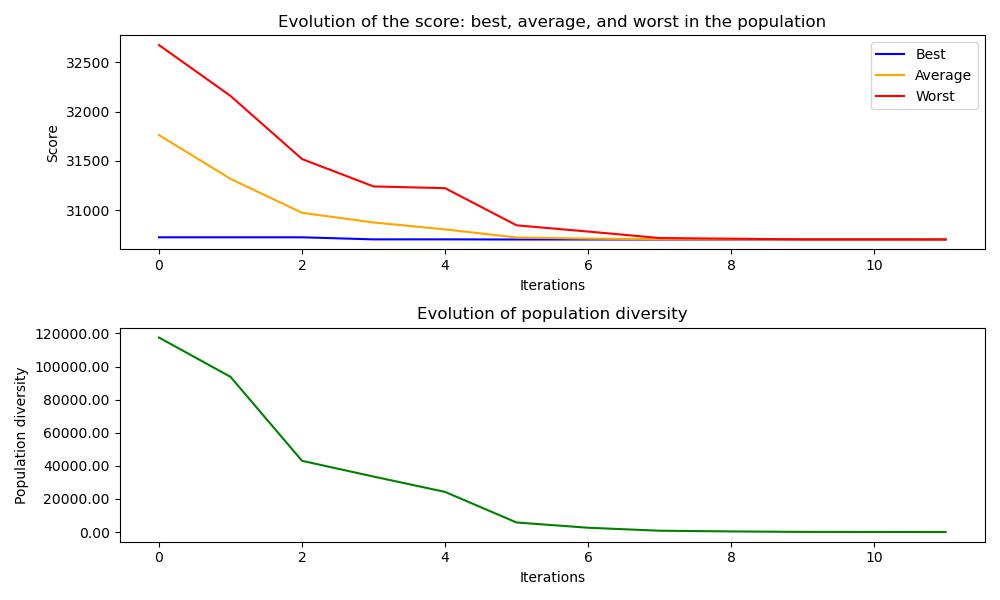 Evolution of the score: best, average, and worst in the population
Score
32500
32000
31500
31000
Best
Average
Worst
0 2 4 6 8 10
Iterations
Evolution of population diversity
Population diversity
120000.00
100000.00
80000.00
60000.00
40000.00
20000.00
0.00
0 2 4 6 8 10
Iterations